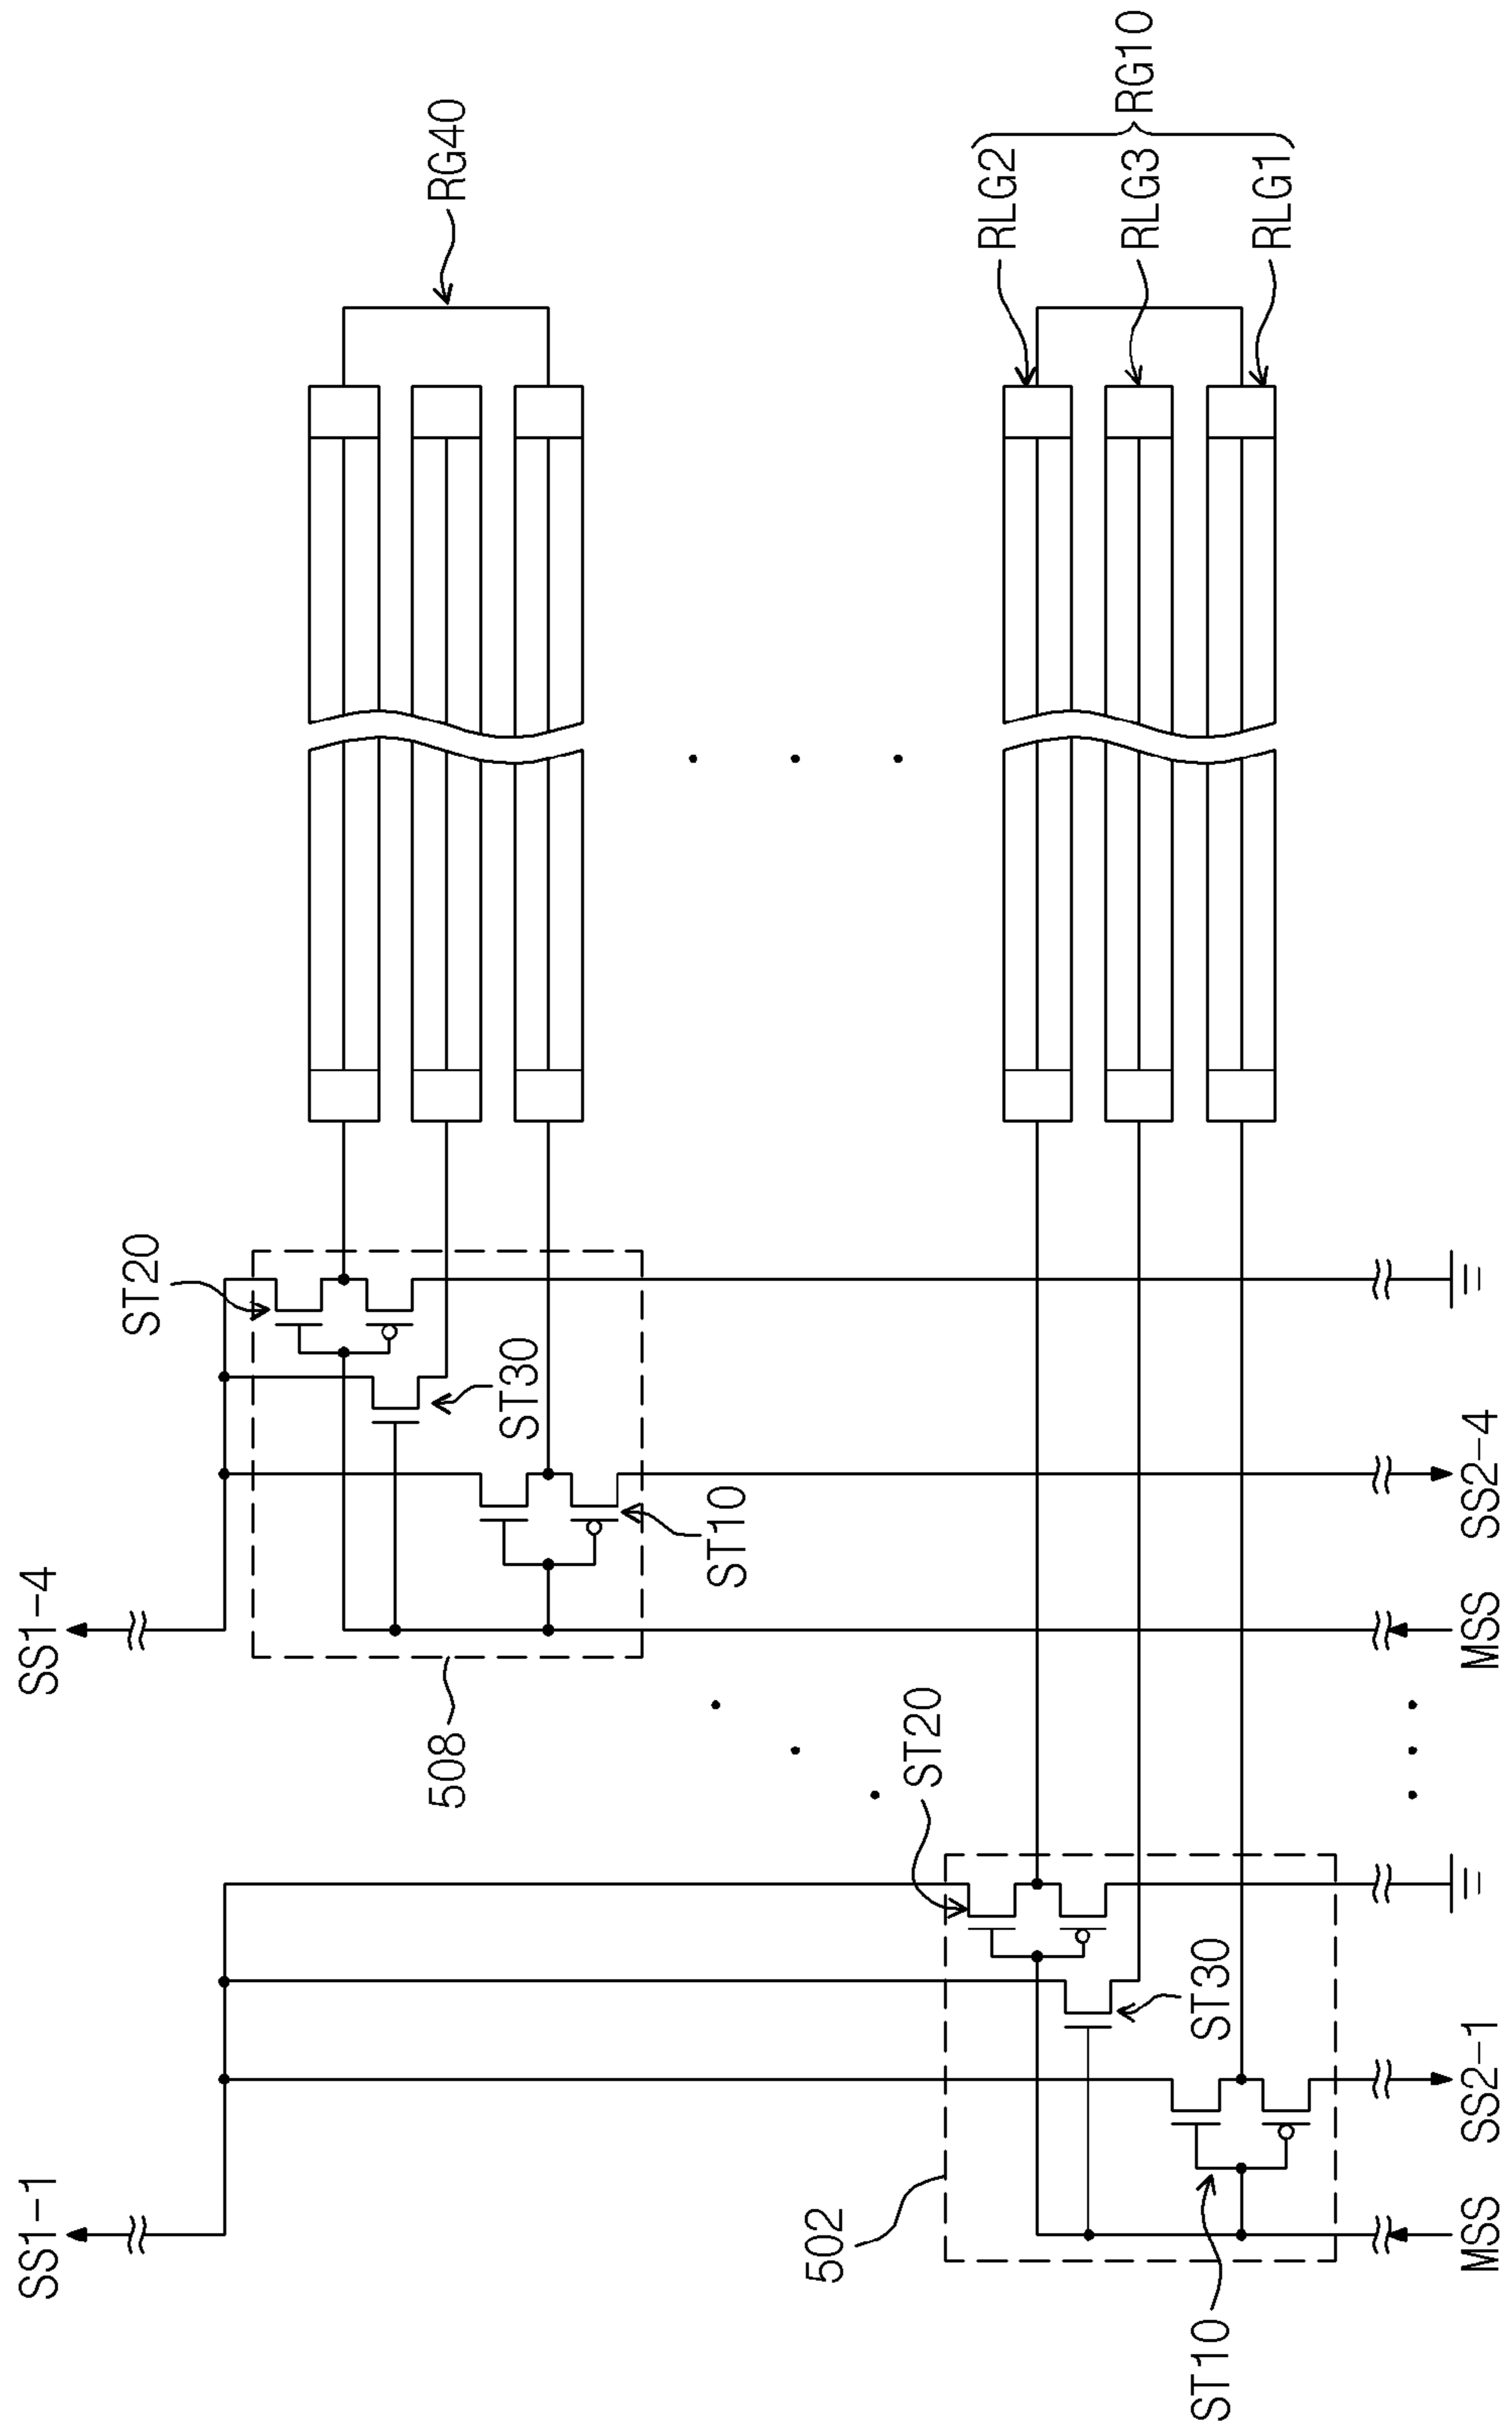 SS1-1
SS1-4
ST20
RG40
508
ST30
ST10
502
ST20
RLG2
RLG3
RG10
RLG1
ST30
ST10
MSS
SS2-1
MSS
SS2-4